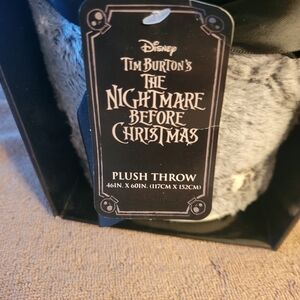 Disney
TIM BURTON'S
THE
NIGHTMARE
BEFORE
CHRISTMAS
PLUSH THROW
46IN. X 60IN. (117CM X 152CM)